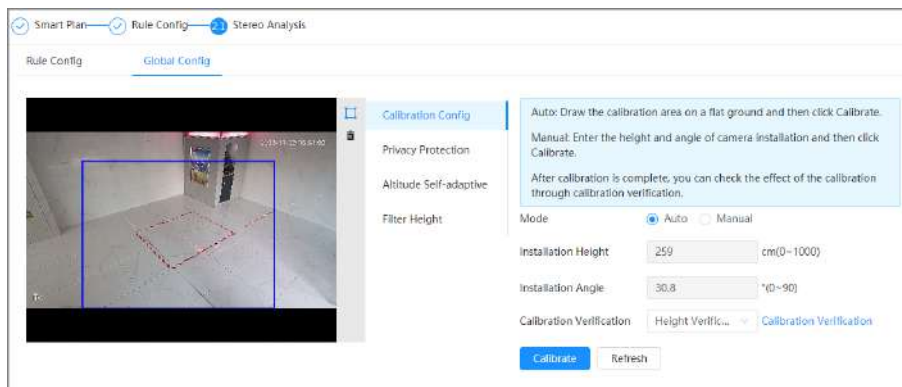 Smart Plan Rule Config 2.1 Stereo Analysis
Rule Config Global Config
Calibration Config
Privacy Protection
Altitude Self-adaptive
Filter Height
Auto: Draw the calibration area on a flat ground and then click Calibrate.
Manual: Enter the height and angle of camera installation and then click
Calibrate.
After calibration is complete, you can check the effect of the calibration
through calibration verification.
Mode Auto Manual
Installation Height 259 cm(0~1000)
Installation Angle 30.8 °(0~90)
Calibration Verification Height Verific... Calibration Verification
Calibrate Refresh